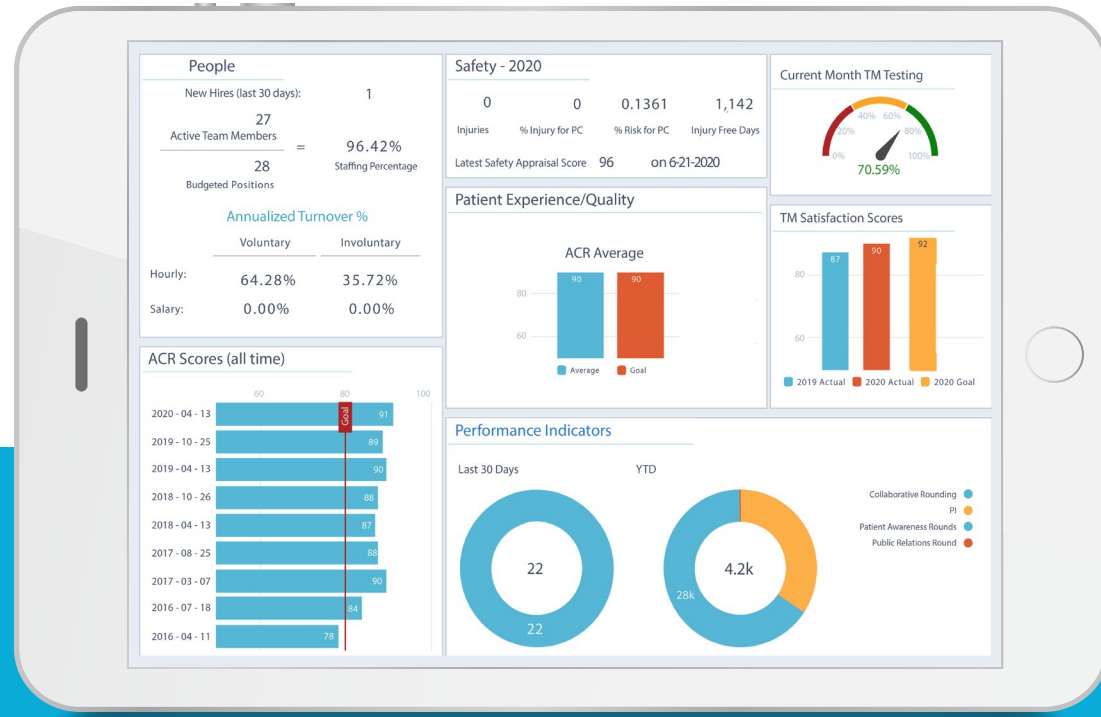 People
New Hires (last 30 days): 1
27
Active Team Members
=
96.42%
Staffing Percentage
28
Budgeted Positions
Annualized Turnover %
Voluntary Involuntary
Hourly: 64.28% 35.72%
Salary: 0.00% 0.00%
Safety - 2020
0 0 0.1361 1,142
Injuries % Injury for PC % Risk for PC Injury Free Days
Latest Safety Appraisal Score 96 on 6-21-2020
Current Month TM Testing
0% 20% 40% 60% 80% 100%
70.59%
Patient Experience/Quality
ACR Average
90 90
80
60
Average Goal
TM Satisfaction Scores
87 90 92
80
60
2019 Actual 2020 Actual 2020 Goal
ACR Scores (all time)
60 80 100
Goal
2020 - 04 - 13 91
2019 - 10 - 25 89
2019 - 04 - 13 90
2018 - 10 - 26 88
2018 - 04 - 13 87
2017 - 08 - 25 88
2017 - 03 - 07 90
2016 - 07 - 18 84
2016 - 04 - 11 78
Performance Indicators
Last 30 Days YTD
22
22
4.2k
28k
Collaborative Rounding
PI
Patient Awareness Rounds
Public Relations Round